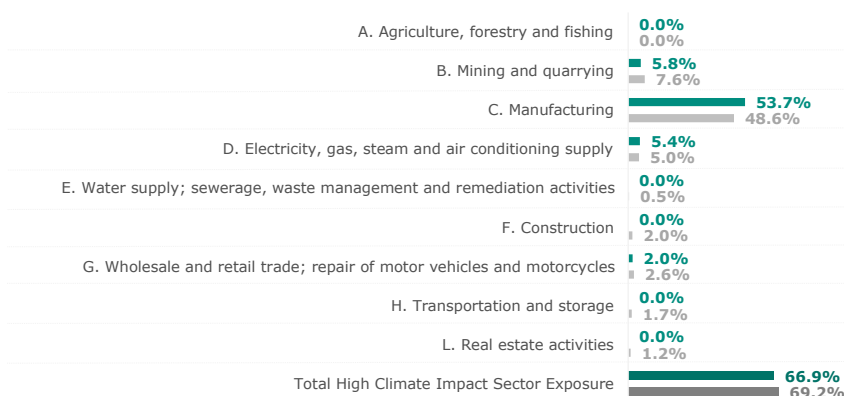 A. Agriculture, forestry and fishing 0.0%
0.0%
B. Mining and quarrying 5.8%
7.6%
C. Manufacturing 53.7%
48.6%
D. Electricity, gas, steam and air conditioning supply 5.4%
5.0%
E. Water supply; sewerage, waste management and remediation activities 0.0%
0.5%
F. Construction 0.0%
2.0%
G. Wholesale and retail trade; repair of motor vehicles and motorcycles 2.0%
2.6%
H. Transportation and storage 0.0%
1.7%
L. Real estate activities 0.0%
1.2%
Total High Climate Impact Sector Exposure 66.9%
69.2%